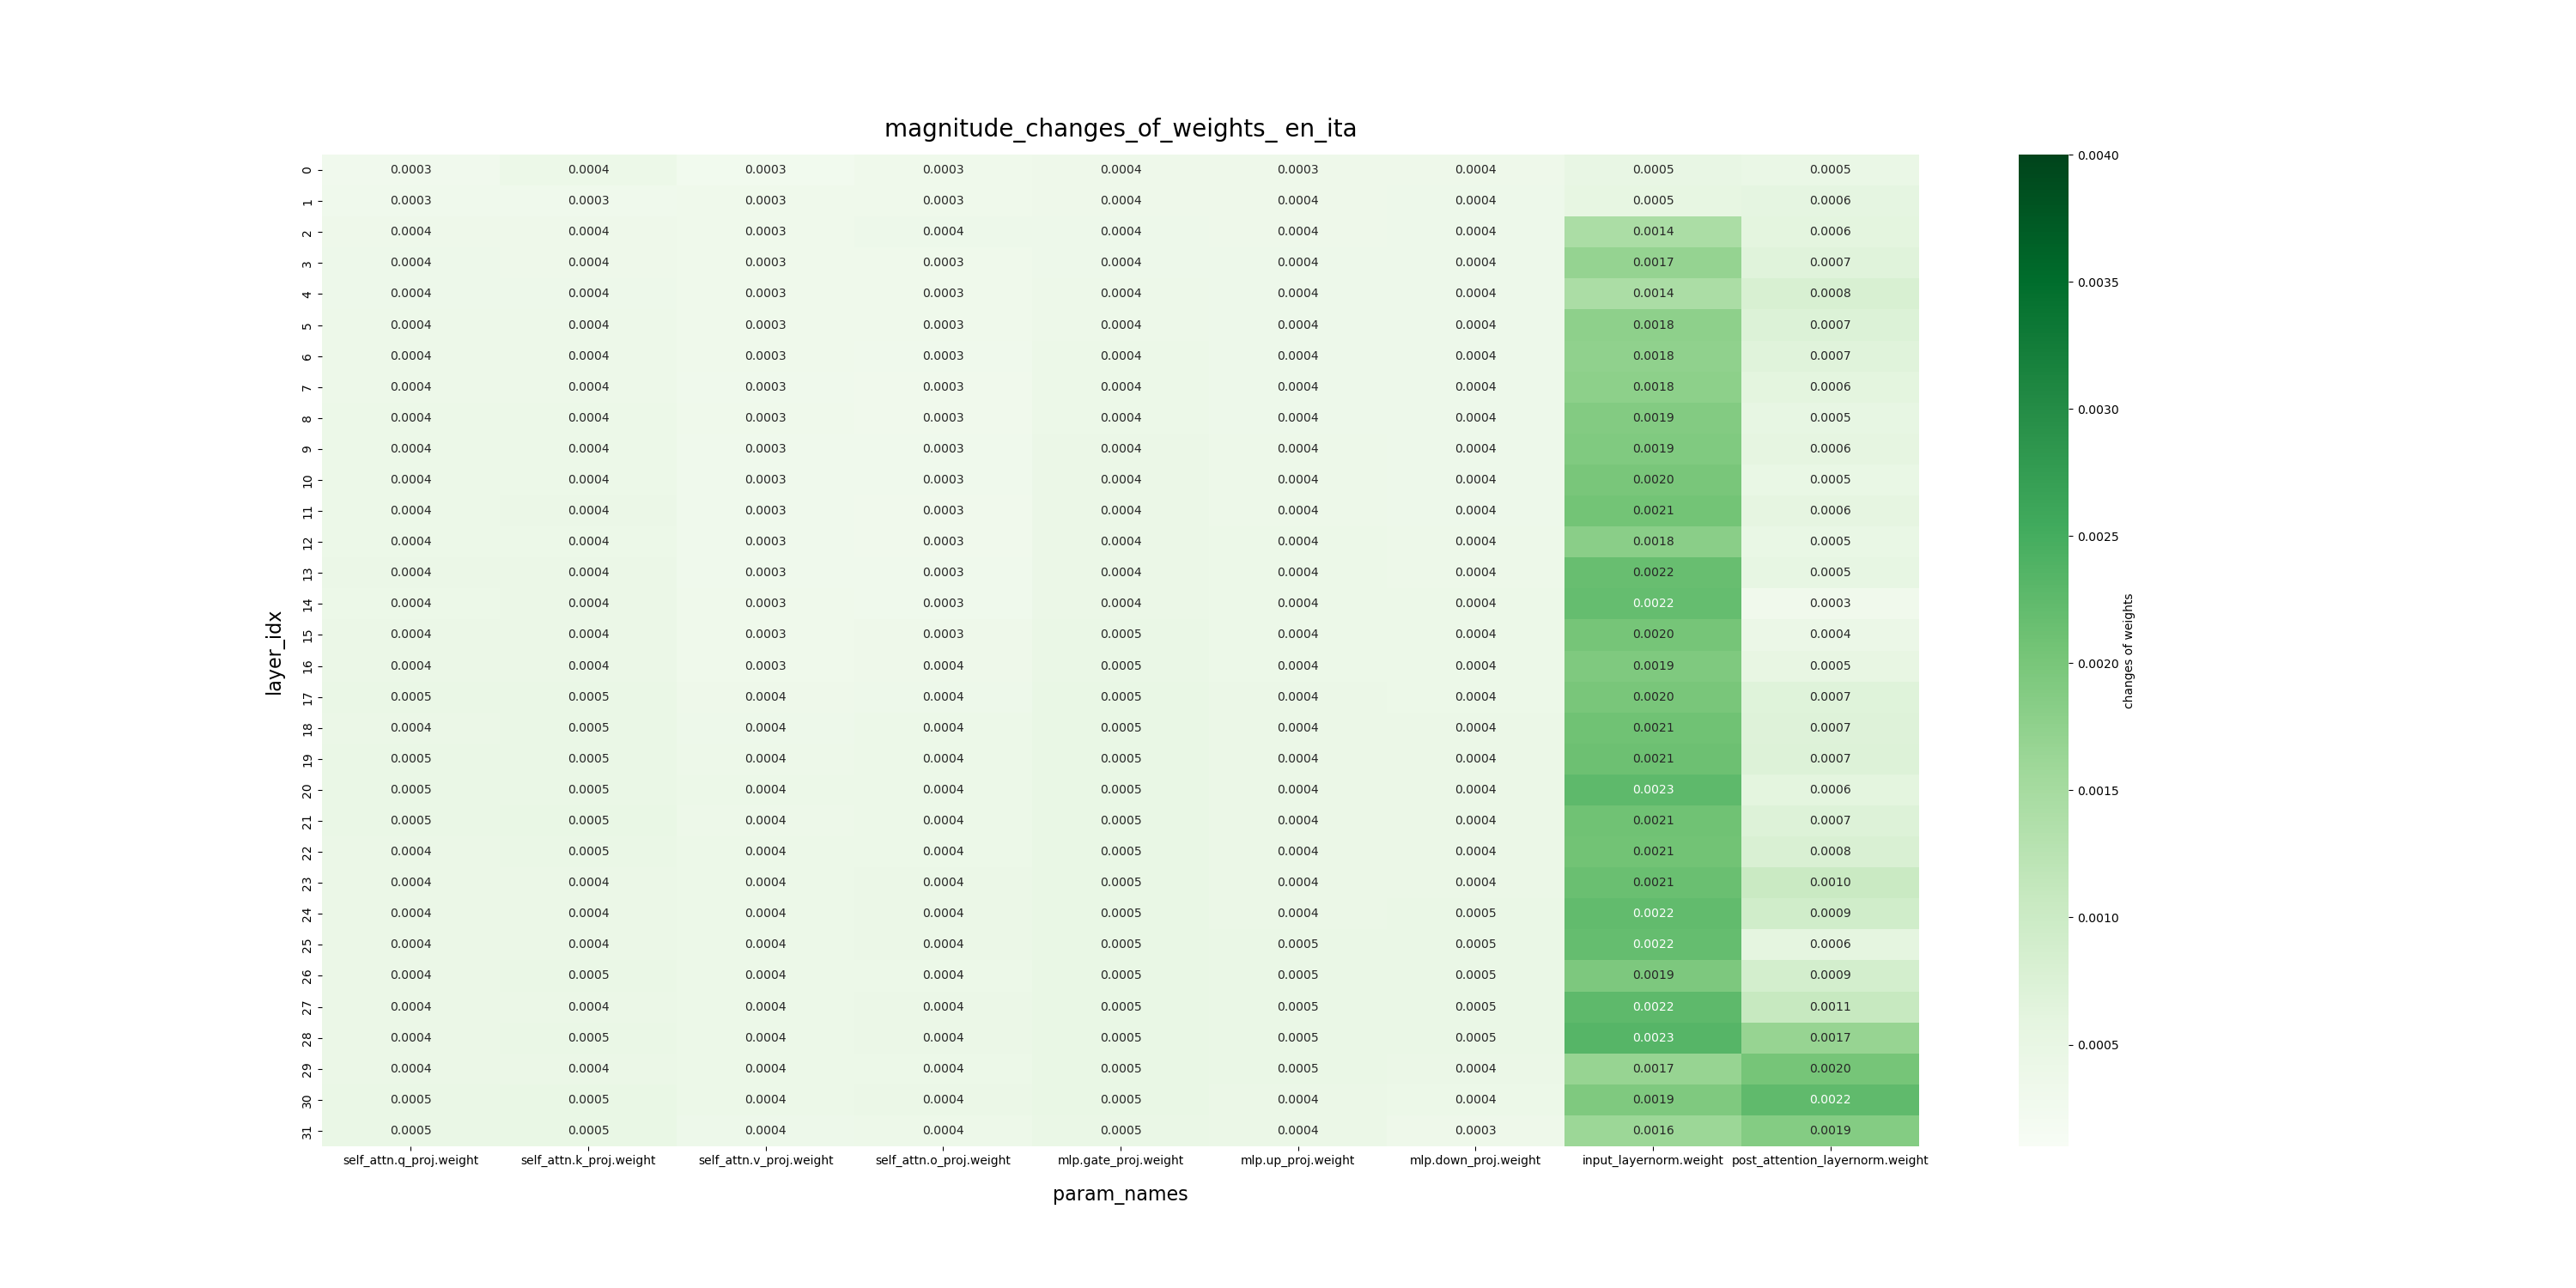 magnitude_changes_of_weights_ en_ita
0 0.0003 0.0004 0.0003 0.0003 0.0004 0.0003 0.0004 0.0005 0.0005
1 0.0003 0.0003 0.0003 0.0003 0.0004 0.0004 0.0004 0.0005 0.0006
2 0.0004 0.0004 0.0003 0.0004 0.0004 0.0004 0.0004 0.0014 0.0006
3 0.0004 0.0004 0.0003 0.0003 0.0004 0.0004 0.0004 0.0017 0.0007
4 0.0004 0.0004 0.0003 0.0003 0.0004 0.0004 0.0004 0.0014 0.0008
5 0.0004 0.0004 0.0003 0.0003 0.0004 0.0004 0.0004 0.0018 0.0007
6 0.0004 0.0004 0.0003 0.0003 0.0004 0.0004 0.0004 0.0018 0.0007
7 0.0004 0.0004 0.0003 0.0003 0.0004 0.0004 0.0004 0.0018 0.0006
8 0.0004 0.0004 0.0003 0.0003 0.0004 0.0004 0.0004 0.0019 0.0005
9 0.0004 0.0004 0.0003 0.0003 0.0004 0.0004 0.0004 0.0019 0.0006
10 0.0004 0.0004 0.0003 0.0003 0.0004 0.0004 0.0004 0.0020 0.0005
11 0.0004 0.0004 0.0003 0.0003 0.0004 0.0004 0.0004 0.0021 0.0006
12 0.0004 0.0004 0.0003 0.0003 0.0004 0.0004 0.0004 0.0018 0.0005
13 0.0004 0.0004 0.0003 0.0003 0.0004 0.0004 0.0004 0.0022 0.0005
14 0.0004 0.0004 0.0003 0.0003 0.0004 0.0004 0.0004 0.0022 0.0003
15 0.0004 0.0004 0.0003 0.0003 0.0005 0.0004 0.0004 0.0020 0.0004
16 0.0004 0.0004 0.0003 0.0004 0.0005 0.0004 0.0004 0.0019 0.0005
17 0.0005 0.0005 0.0004 0.0004 0.0005 0.0004 0.0004 0.0020 0.0007
18 0.0004 0.0005 0.0004 0.0004 0.0005 0.0004 0.0004 0.0021 0.0007
19 0.0005 0.0005 0.0004 0.0004 0.0005 0.0004 0.0004 0.0021 0.0007
20 0.0005 0.0005 0.0004 0.0004 0.0005 0.0004 0.0004 0.0023 0.0006
21 0.0005 0.0005 0.0004 0.0004 0.0005 0.0004 0.0004 0.0021 0.0007
22 0.0004 0.0005 0.0004 0.0004 0.0005 0.0004 0.0004 0.0021 0.0008
23 0.0004 0.0004 0.0004 0.0004 0.0005 0.0004 0.0004 0.0021 0.0010
24 0.0004 0.0004 0.0004 0.0004 0.0005 0.0004 0.0005 0.0022 0.0009
25 0.0004 0.0004 0.0004 0.0004 0.0005 0.0005 0.0005 0.0022 0.0006
26 0.0004 0.0005 0.0004 0.0004 0.0005 0.0005 0.0005 0.0019 0.0009
27 0.0004 0.0004 0.0004 0.0004 0.0005 0.0005 0.0005 0.0022 0.0011
28 0.0004 0.0005 0.0004 0.0004 0.0005 0.0005 0.0005 0.0023 0.0017
29 0.0004 0.0004 0.0004 0.0004 0.0005 0.0005 0.0004 0.0017 0.0020
30 0.0005 0.0005 0.0004 0.0004 0.0005 0.0004 0.0004 0.0019 0.0022
31 0.0005 0.0005 0.0004 0.0004 0.0005 0.0004 0.0003 0.0016 0.0019
self_attn.q_proj.weight self_attn.k_proj.weight self_attn.v_proj.weight self_attn.o_proj.weight mlp.gate_proj.weight mlp.up_proj.weight mlp.down_proj.weight input_layernorm.weight post_attention_layernorm.weight
param_names
layer_idx
0.0040
0.0035
0.0030
0.0025
0.0020
0.0015
0.0010
0.0005
changes of weights